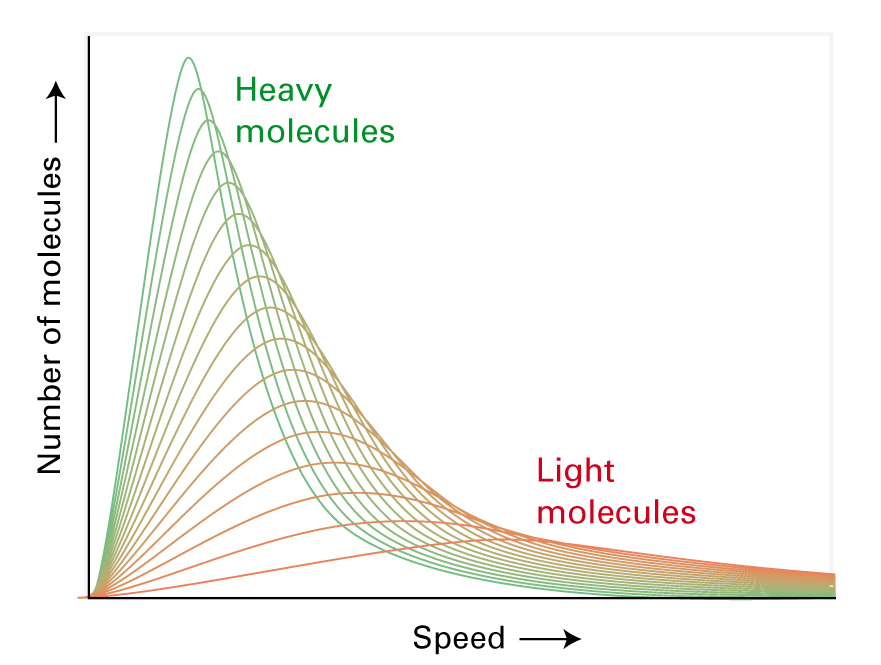 Heavy
molecules
Number of molecules
Light
molecules
Speed